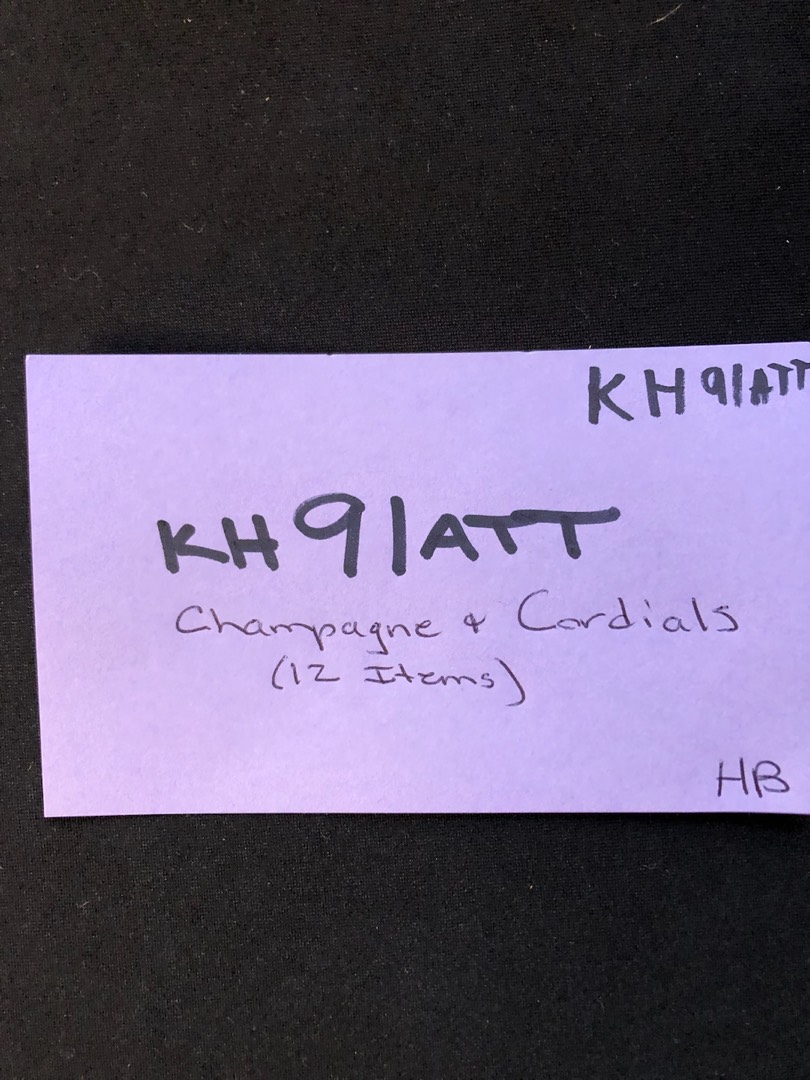 KH91ATT
KH91ATT
Champagne & Cordials
(12 Items)
HB